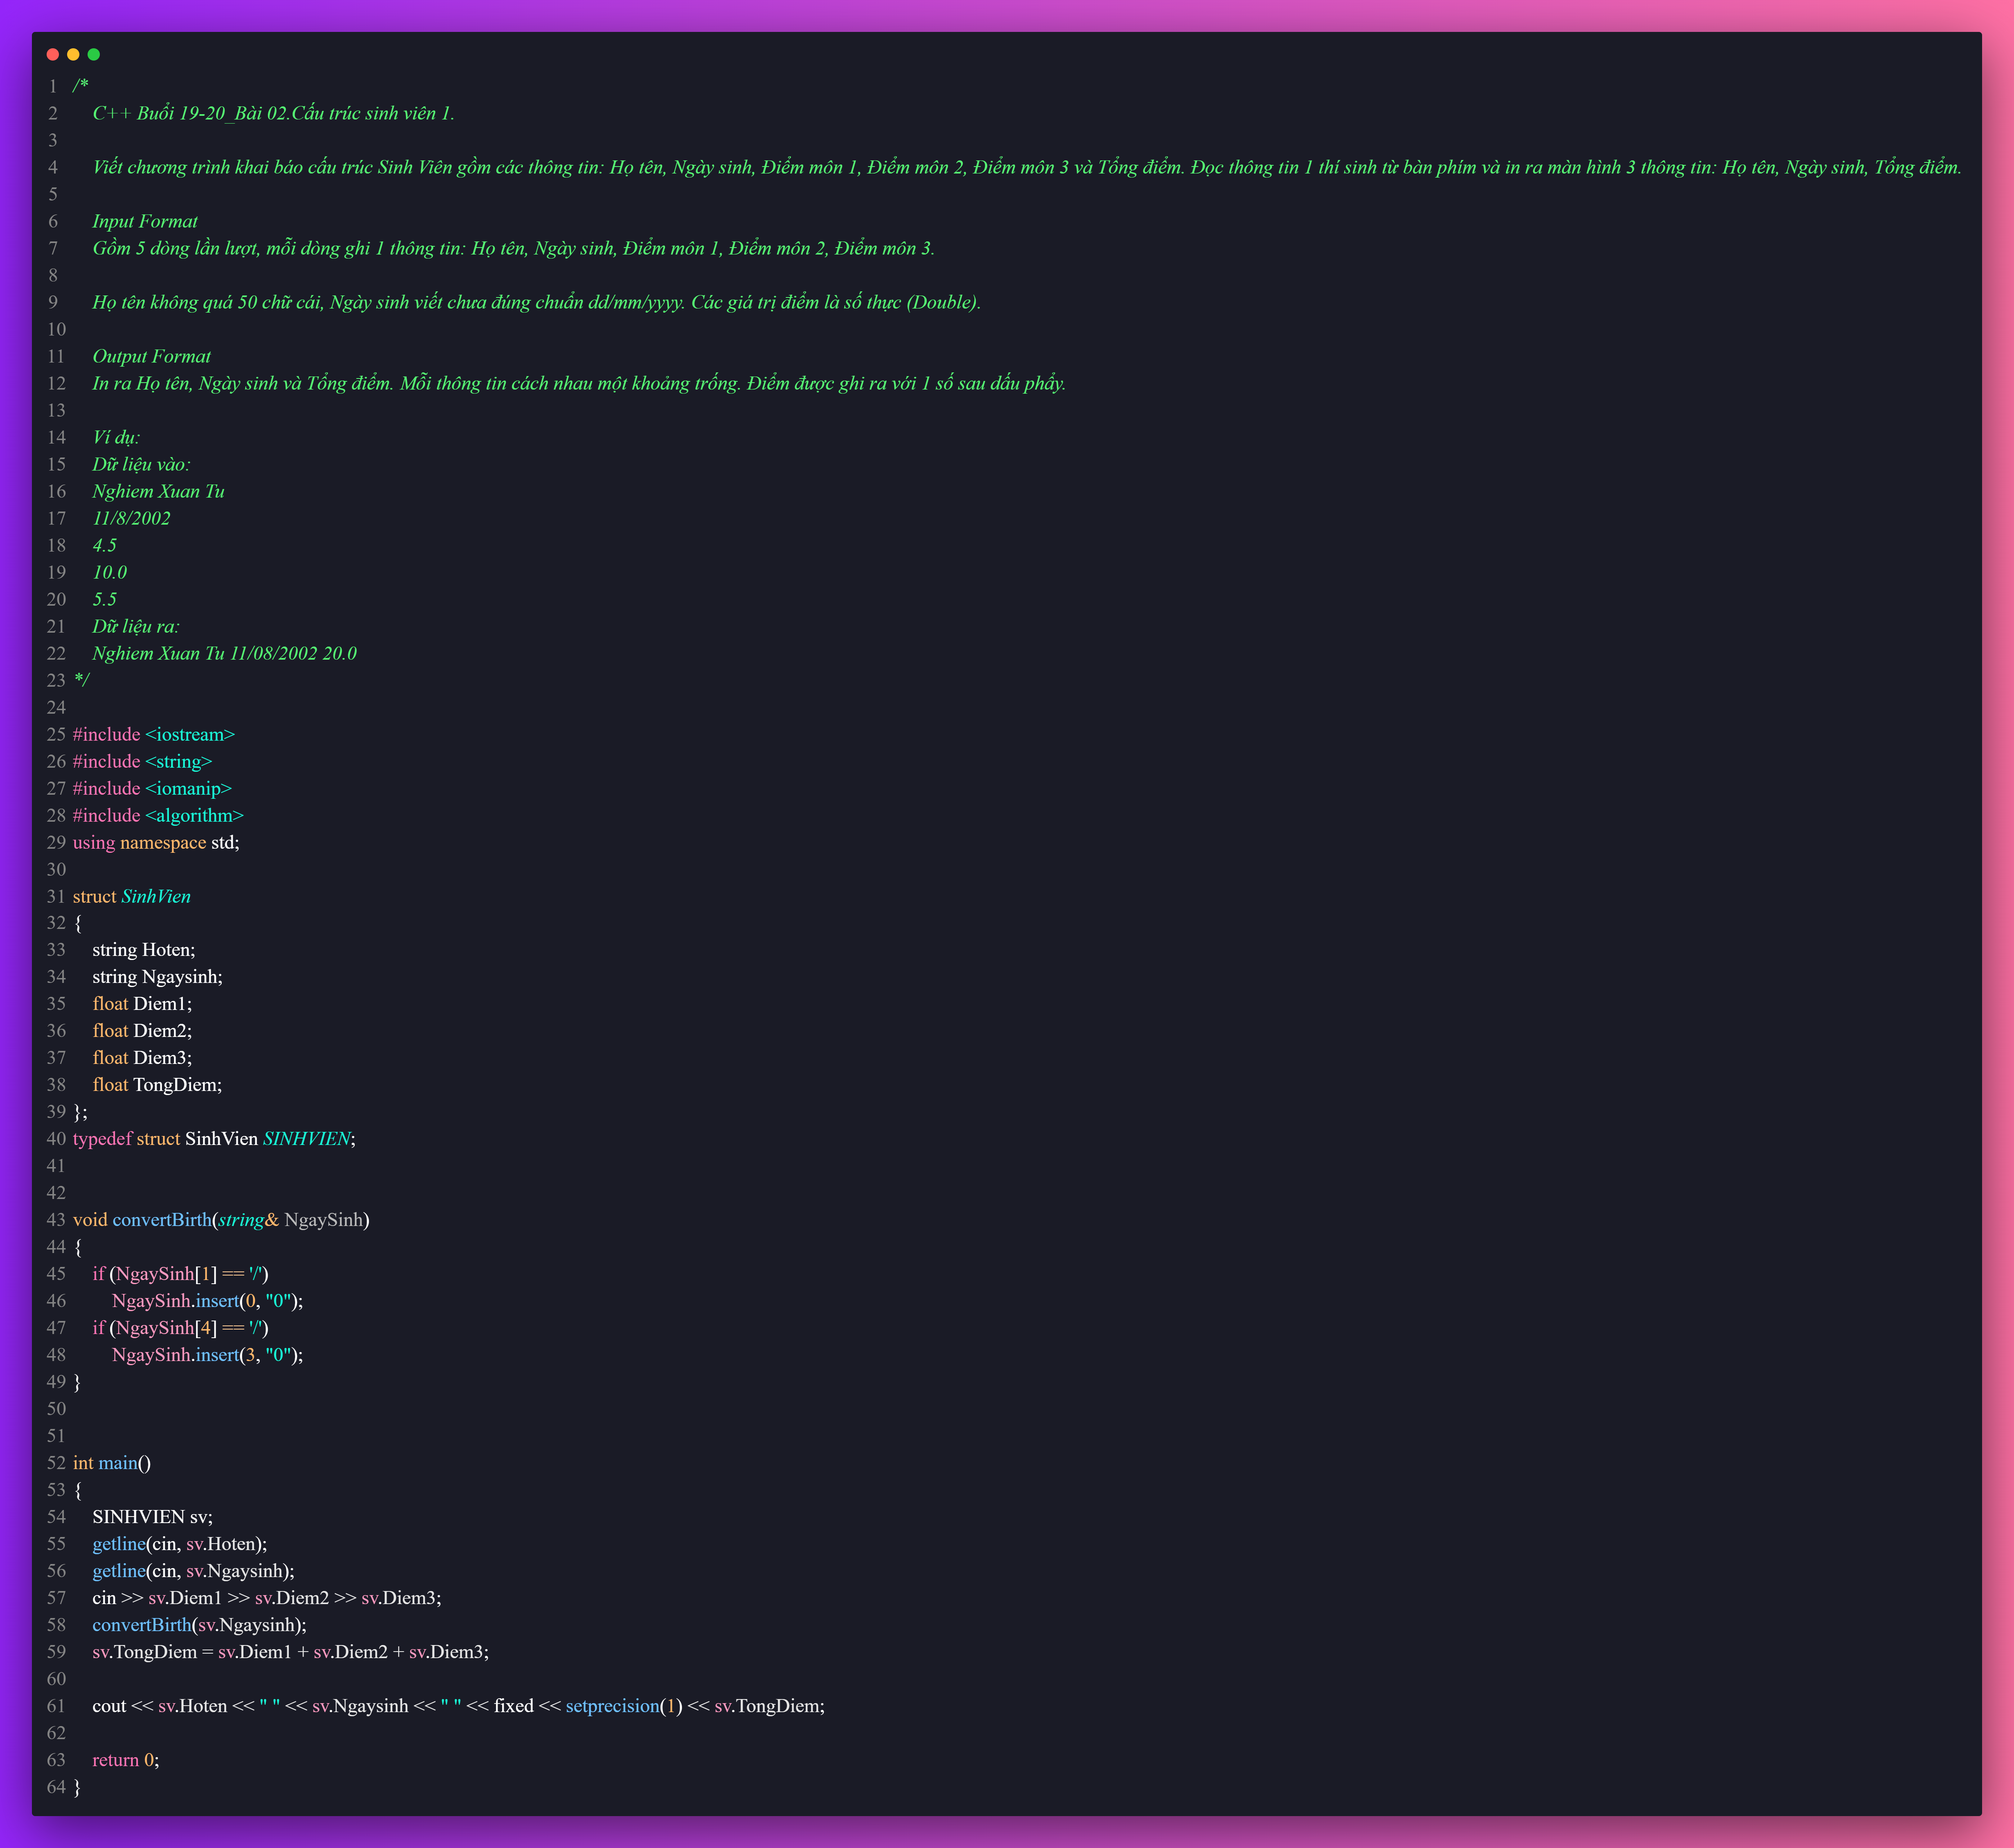 1 /*
2 C++ Buổi 19-20_Bài 02.Cấu trúc sinh viên 1.
3
4 Viết chương trình khai báo cấu trúc Sinh Viên gồm các thông tin: Họ tên, Ngày sinh, Điểm môn 1, Điểm môn 2, Điểm môn 3 và Tổng điểm. Đọc thông tin 1 thí sinh từ bàn phím và in ra màn hình 3 thông tin: Họ tên, Ngày sinh, Tổng điểm.
5
6 Input Format
7 Gồm 5 dòng lần lượt, mỗi dòng ghi 1 thông tin: Họ tên, Ngày sinh, Điểm môn 1, Điểm môn 2, Điểm môn 3.
8
9 Họ tên không quá 50 chữ cái, Ngày sinh viết chưa đúng chuẩn dd/mm/yyyy. Các giá trị điểm là số thực (Double).
10
11 Output Format
12 In ra Họ tên, Ngày sinh và Tổng điểm. Mỗi thông tin cách nhau một khoảng trống. Điểm được ghi ra với 1 số sau dấu phẩy.
13
14 Ví dụ:
15 Dữ liệu vào:
16 Nghiem Xuan Tu
17 11/8/2002
18 4.5
19 10.0
20 5.5
21 Dữ liệu ra:
22 Nghiem Xuan Tu 11/08/2002 20.0
23 */
24
25 #include <iostream>
26 #include <string>
27 #include <iomanip>
28 #include <algorithm>
29 using namespace std;
30
31 struct SinhVien
32 {
33 string Hoten;
34 string Ngaysinh;
35 float Diem1;
36 float Diem2;
37 float Diem3;
38 float TongDiem;
39 };
40 typedef struct SinhVien SINHVIEN;
41
42
43 void convertBirth(string& NgaySinh)
44 {
45 if (NgaySinh[1] == '/')
46 NgaySinh.insert(0, "0");
47 if (NgaySinh[4] == '/')
48 NgaySinh.insert(3, "0");
49 }
50
51
52 int main()
53 {
54 SINHVIEN sv;
55 getline(cin, sv.Hoten);
56 getline(cin, sv.Ngaysinh);
57 cin >> sv.Diem1 >> sv.Diem2 >> sv.Diem3;
58 convertBirth(sv.Ngaysinh);
59 sv.TongDiem = sv.Diem1 + sv.Diem2 + sv.Diem3;
60
61 cout << sv.Hoten << " " << sv.Ngaysinh << " " << fixed << setprecision(1) << sv.TongDiem;
62
63 return 0;
64 }